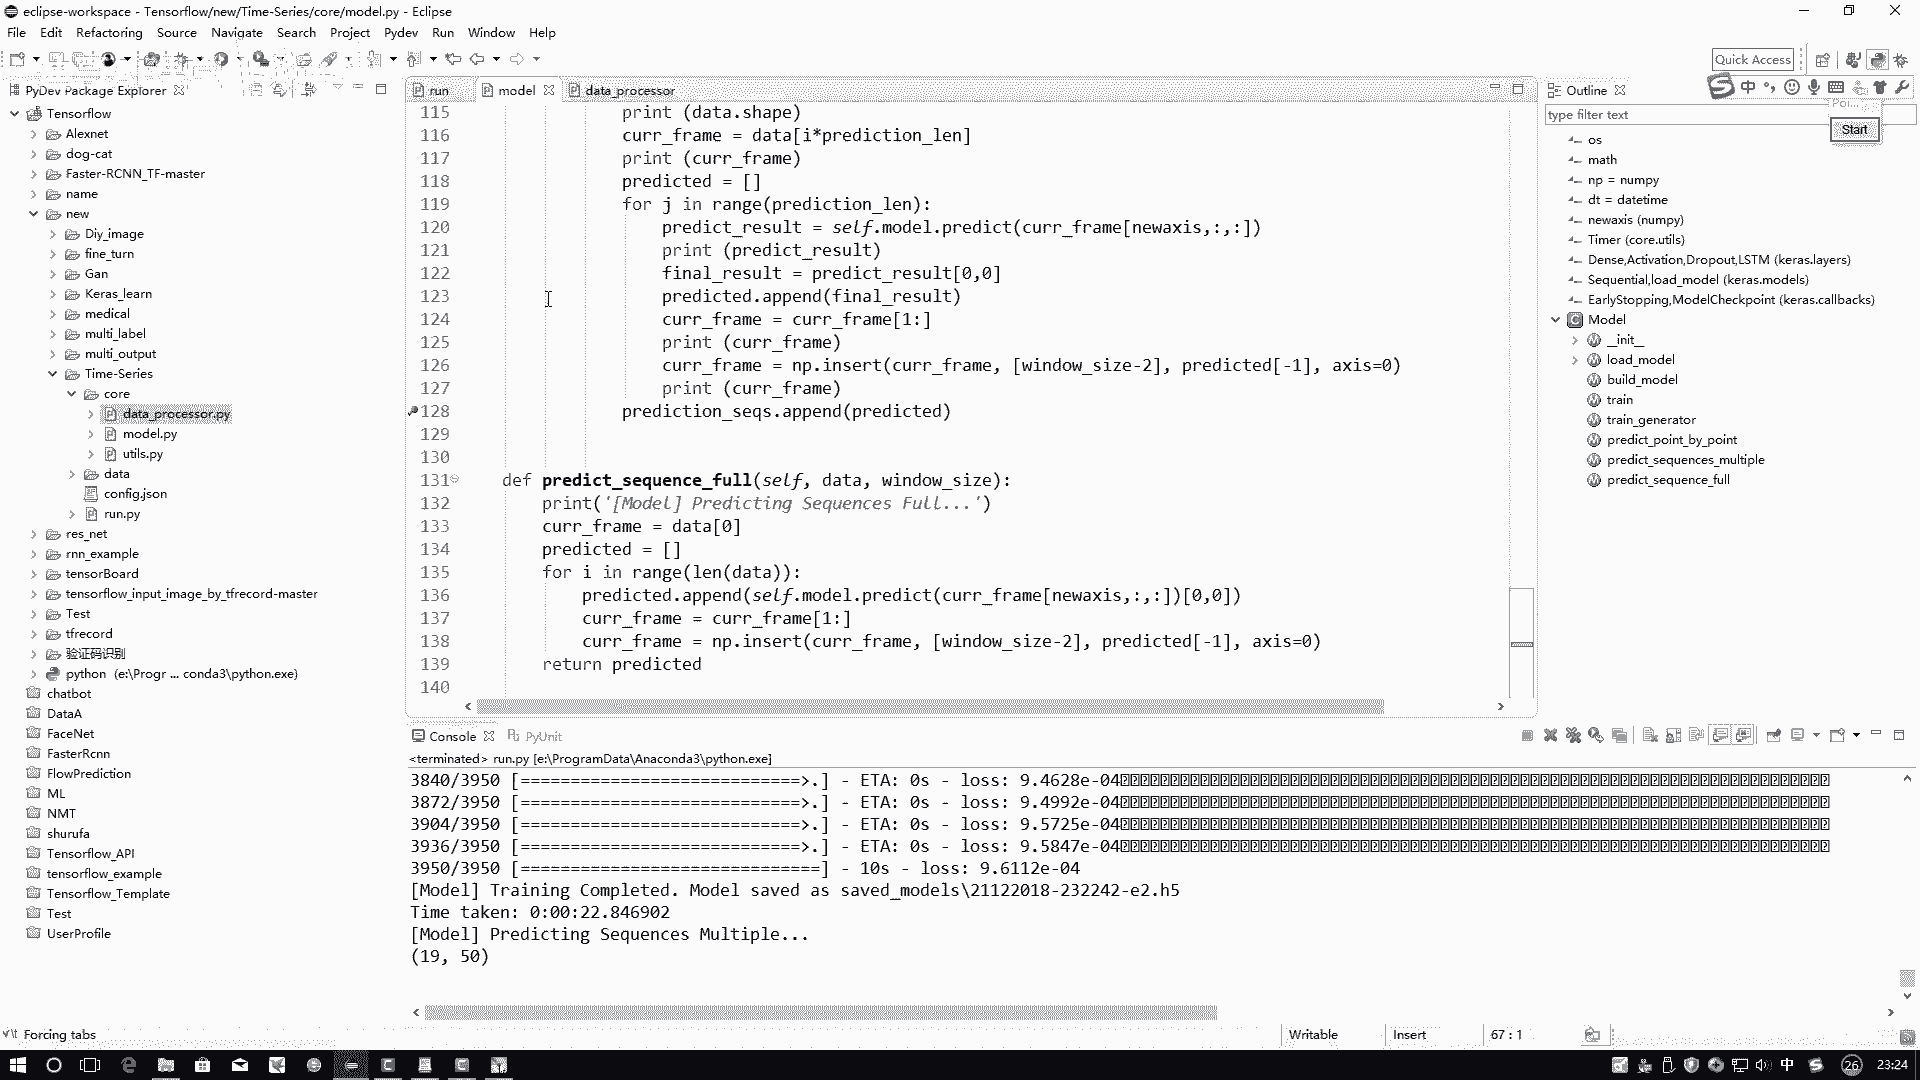 eclipse-workspace - Tensorflow/new/Time-Series/core/model.py - Eclipse
File Edit Refactoring Source Navigate Search Project Pydev Run Window Help
Quick Access
PyDev Package Explorer
Tensorflow
Alexnet
dog-cat
Faster-RCNN_TF-master
name
new
Diy_image
fine_turn
Gan
Keras_learn
medical
multi_label
multi_output
Time-Series
core
data_processor.py
model.py
utils.py
data
config.json
run.py
res_net
rnn_example
tensorBoard
tensorflow_input_image_by_tfrecord-master
Test
tfrecord
验证码识别
python (e:\Progr ... conda3\python.exe)
chatbot
DataA
FaceNet
FasterRcnn
FlowPrediction
ML
NMT
shurufa
Tensorflow_API
tensorflow_example
Tensorflow_Template
Test
UserProfile
run model data_processor
115 print (data.shape)
116 curr_frame = data[i*prediction_len]
117 print (curr_frame)
118 predicted = []
119 for j in range(prediction_len):
120 predict_result = self.model.predict(curr_frame[newaxis,:,:])
121 print (predict_result)
122 final_result = predict_result[0,0]
123 predicted.append(final_result)
124 curr_frame = curr_frame[1:]
125 print (curr_frame)
126 curr_frame = np.insert(curr_frame, [window_size-2], predicted[-1], axis=0)
127 print (curr_frame)
128 prediction_seqs.append(predicted)
129
130
131 def predict_sequence_full(self, data, window_size):
132 print('[Model] Predicting Sequences Full...')
133 curr_frame = data[0]
134 predicted = []
135 for i in range(len(data)):
136 predicted.append(self.model.predict(curr_frame[newaxis,:,:])[0,0])
137 curr_frame = curr_frame[1:]
138 curr_frame = np.insert(curr_frame, [window_size-2], predicted[-1], axis=0)
139 return predicted
140
Outline
中
type filter text
Start
os
math
np = numpy
dt = datetime
newaxis (numpy)
Timer (core.utils)
Dense,Activation,Dropout,LSTM (keras.layers)
Sequential,load_model (keras.models)
EarlyStopping,ModelCheckpoint (keras.callbacks)
Model
__init__
load_model
build_model
train
train_generator
predict_point_by_point
predict_sequences_multiple
predict_sequence_full
Console PyUnit
<terminated> run.py [e:\ProgramData\Anaconda3\python.exe]
3840/3950 [============================>.] - ETA: 0s - loss: 9.4628e-04
3872/3950 [============================>.] - ETA: 0s - loss: 9.4992e-04
3904/3950 [============================>.] - ETA: 0s - loss: 9.5725e-04
3936/3950 [============================>.] - ETA: 0s - loss: 9.5847e-04
3950/3950 [==============================] - 10s - loss: 9.6112e-04
[Model] Training Completed. Model saved as saved_models\21122018-232242-e2.h5
Time taken: 0:00:22.846902
[Model] Predicting Sequences Multiple...
(19, 50)
Forcing tabs Writable Insert 67 : 1
中 26 23:24